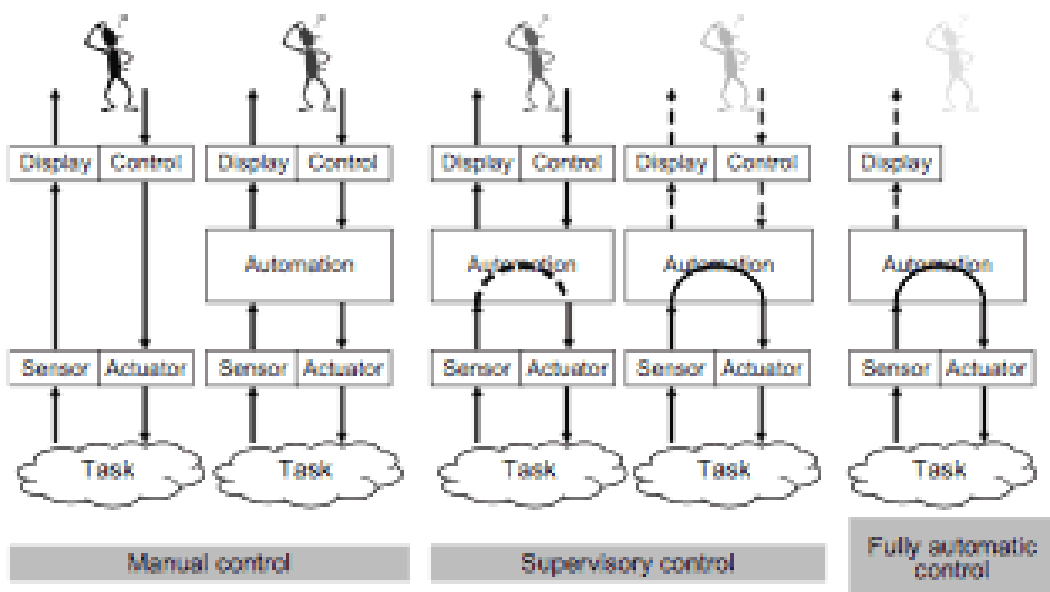 Display Control Display Control Display Control Display Control Display
Automation Automation Automation Automation
Sensor Actuator Sensor Actuator Sensor Actuator Sensor Actuator Sensor Actuator
Task Task Task Task Task
Manual control Supervisory control Fully automatic
control